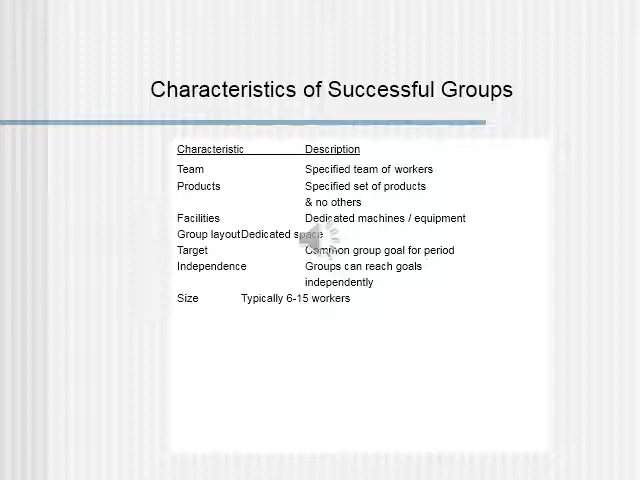 Characteristics of Successful Groups
Characteristic Description
Team Specified team of workers
Products Specified set of products
& no others
Facilities Dedicated machines / equipment
Group layoutDedicated space
Target Common group goal for period
Independence Groups can reach goals
independently
Size Typically 6-15 workers